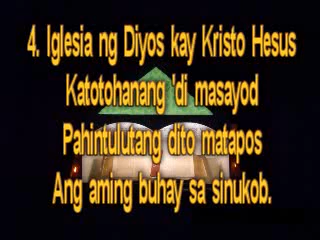 4. Iglesia ng Diyos kay Kristo Hesus
Katotohanang 'di masayod
Pahintulutang dito matapos
Ang aming buhay sa sinukob.